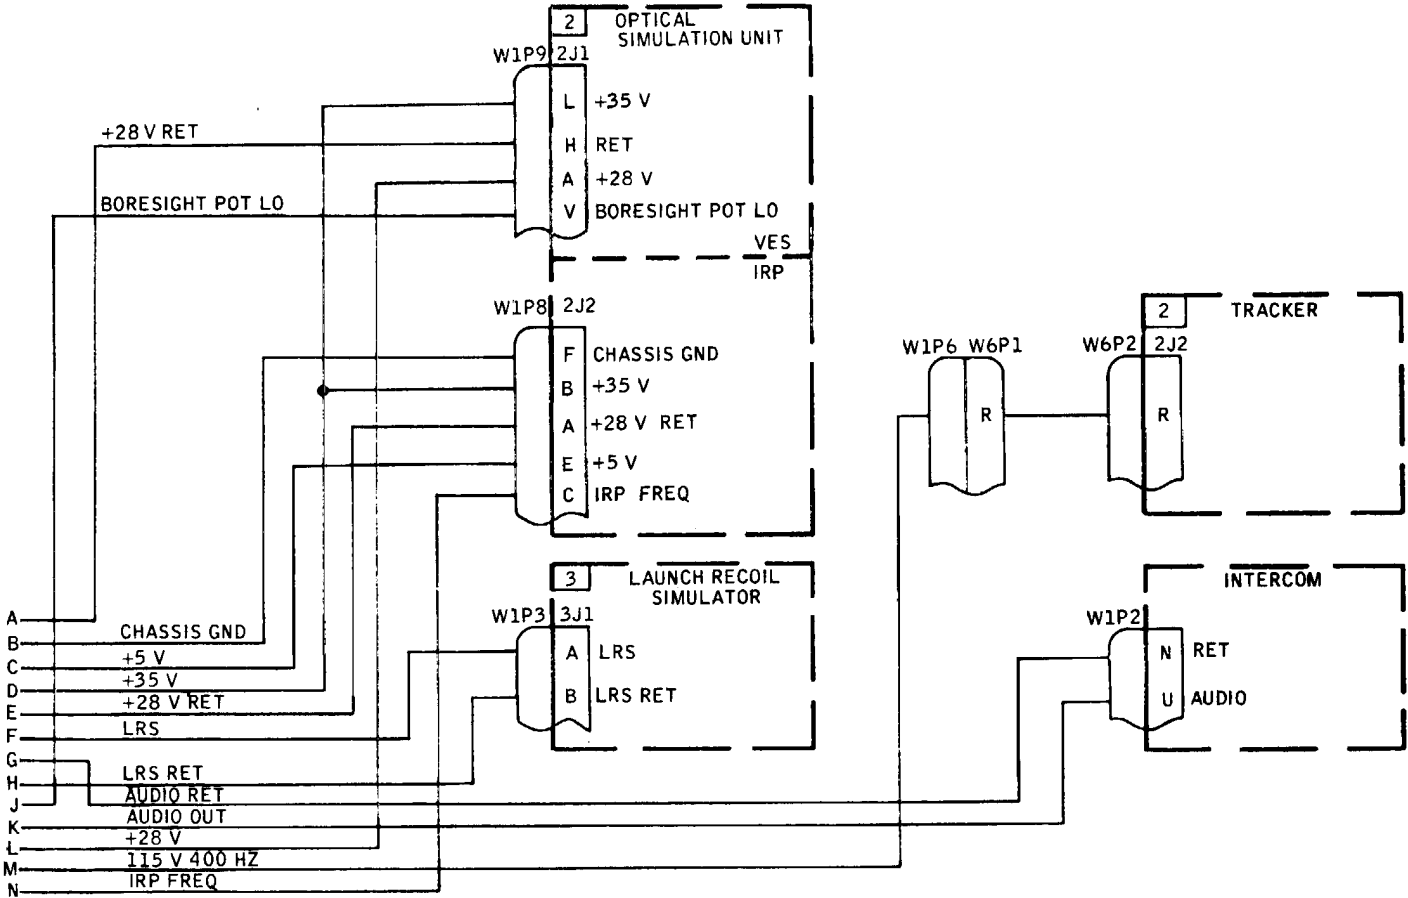 2
OPTICAL
SIMULATION UNIT
W1P9 2J1
L +35 V
+28 V RET
H RET
A +28 V
BORESIGHT POT LO
V BORESIGHT POT LO
VES
IRP
W1P8 2J2
F CHASSIS GND
B +35 V
A +28 V RET
E +5 V
C IRP FREQ
2
TRACKER
W1P6 W6P1
W6P2 2J2
R
R
3
LAUNCH RECOIL
SIMULATOR
W1P3 3J1
A LRS
B LRS RET
INTERCOM
W1P2
N RET
U AUDIO
A
B CHASSIS GND
C +5 V
D +35 V
E +28 V RET
F LRS
G
H LRS RET
J AUDIO RET
K AUDIO OUT
L +28 V
M 115 V 400 HZ
N IRP FREQ